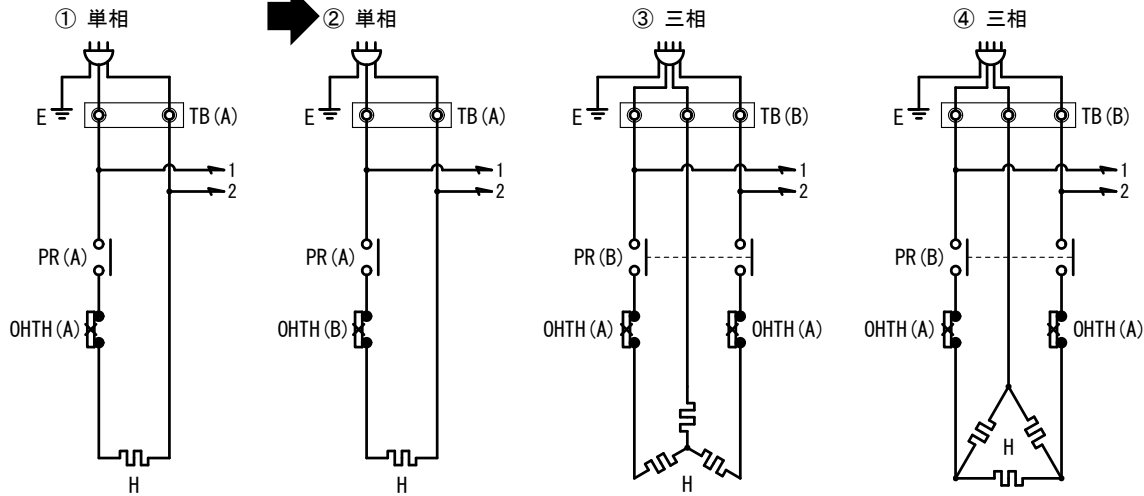 ① 単相
② 単相
③ 三相
④ 三相
E
TB(A)
E
TB(A)
E
TB(B)
E
TB(B)
1
2
1
2
1
2
1
2
PR(A)
PR(A)
PR(B)
PR(B)
OHTH(A)
OHTH(B)
OHTH(A)
OHTH(A)
OHTH(A)
OHTH(A)
H
H
H
H